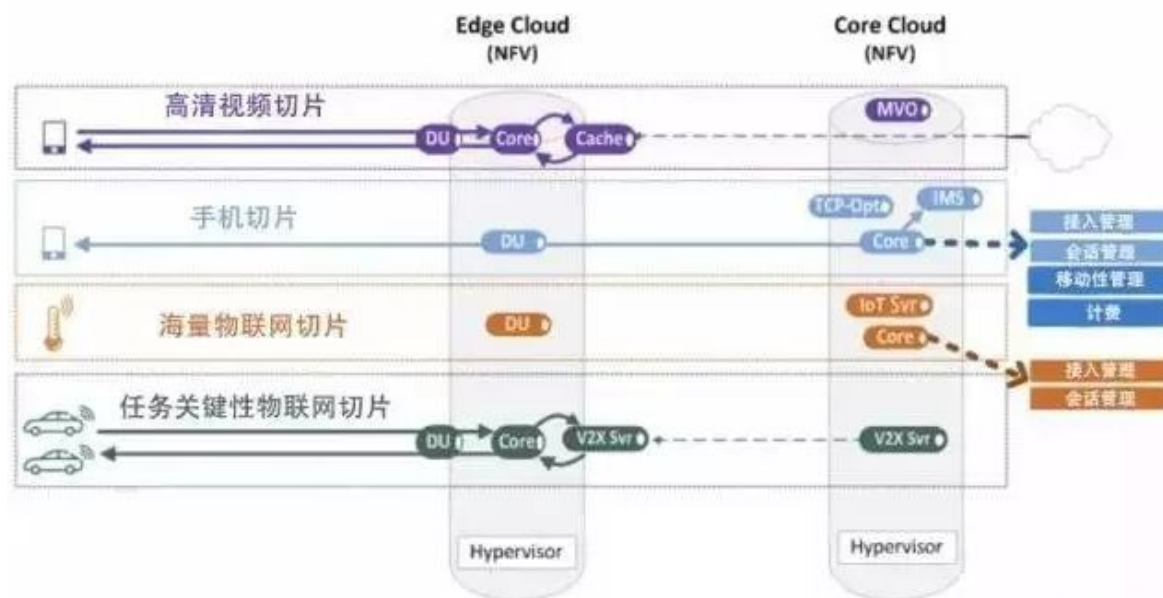 Edge Cloud
(NFV)
Core Cloud
(NFV)
高清视频切片
MVO
DU
Core
Cache
手机切片
TCP-Opt
IMS
DU
Core
接入管理
会话管理
移动性管理
计费
海量物联网切片
DU
IoT Svr
Core
接入管理
会话管理
任务关键性物联网切片
DU
Core
V2X Svr
V2X Svr
Hypervisor
Hypervisor